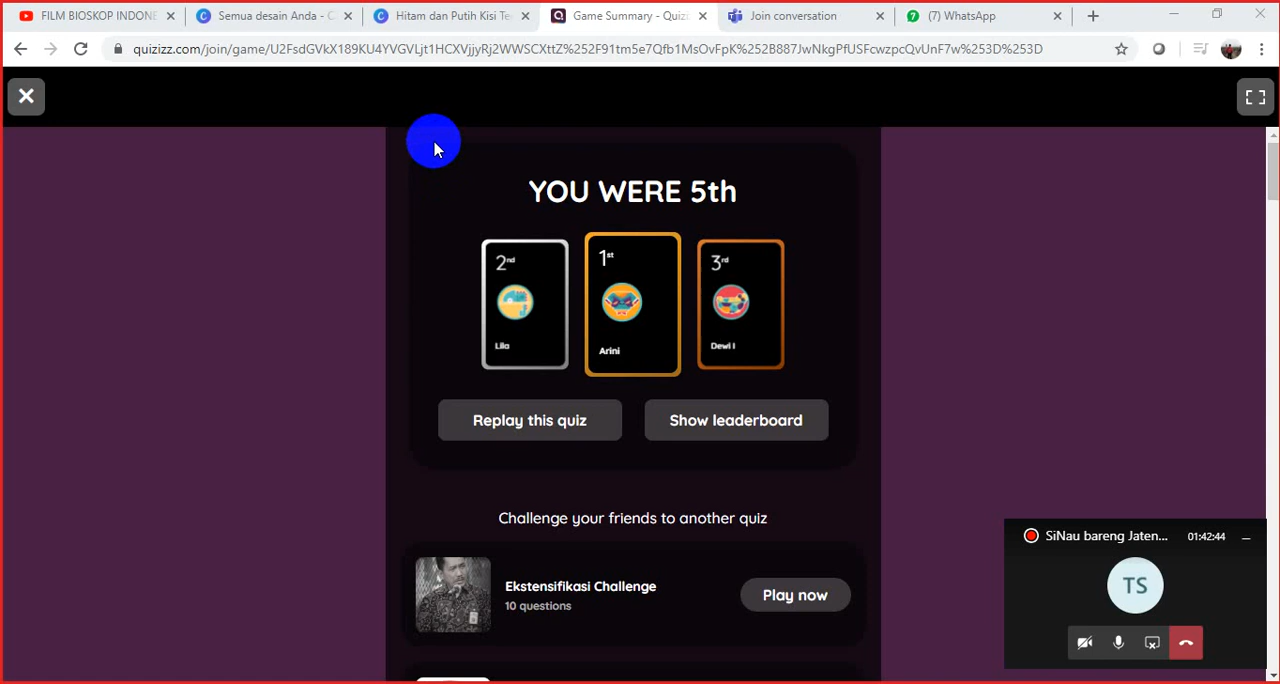 FILM BIOSKOP INDONE
Semua desain Anda - C
Hitam dan Putih Kisi Te
Game Summary - Quizi
Join conversation
(7) WhatsApp
quizizz.com/join/game/U2FsdGVkX189KU4YVGVLjt1HCXVjjyRj2WWSCXttZ%252F91tm5e7Qfb1MsOvFpK%252B887JwNkgPfUSFcwzpcQvUnF7w%253D%253D
YOU WERE 5th
2nd
Lila
1st
Arini
3rd
Dewi I
Replay this quiz
Show leaderboard
Challenge your friends to another quiz
Ekstensifikasi Challenge
10 questions
Play now
SiNau bareng Jaten...
01:42:44
TS